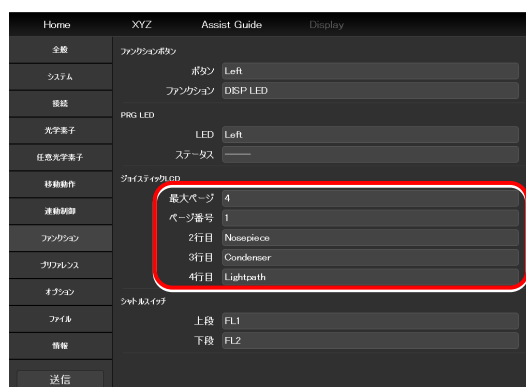 Home XYZ Assist Guide Display
全般
システム
接続
光学素子
任意光学素子
移動動作
連動制御
ファンクション
プリファレンス
オプション
ファイル
情報
送信
ファンクションボタン
ボタン Left
ファンクション DISP LED
PRG LED
LED Left
ステータス ――
ジョイスティックLCD
最大ページ 4
ページ番号 1
2行目 Nosepiece
3行目 Condenser
4行目 Lightpath
シャトルスイッチ
上段 FL1
下段 FL2